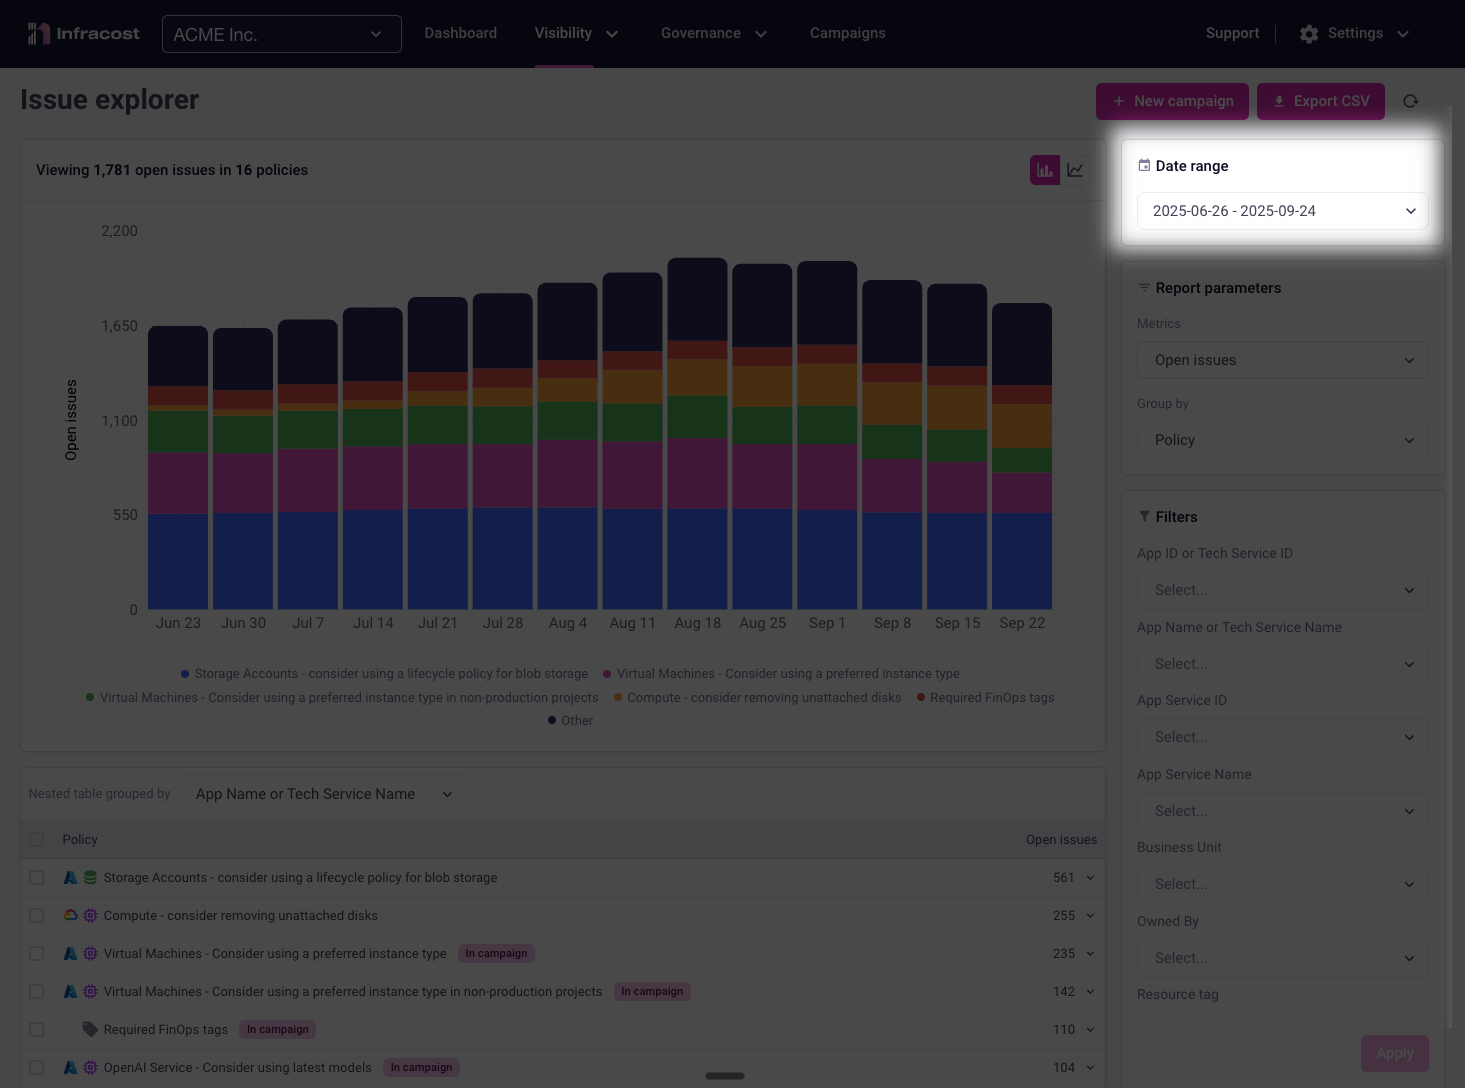 Infracost
ACME Inc.
Dashboard
Visibility
Governance
Campaigns
Support
Settings
Issue explorer
New campaign
Export CSV
Viewing 1,781 open issues in 16 policies
2,200
1,650
1,100
550
0
Open issues
Jun 23 Jun 30 Jul 7 Jul 14 Jul 21 Jul 28 Aug 4 Aug 11 Aug 18 Aug 25 Sep 1 Sep 8 Sep 15 Sep 22
Storage Accounts - consider using a lifecycle policy for blob storage Virtual Machines - Consider using a preferred instance type
Virtual Machines - Consider using a preferred instance type in non-production projects Compute - consider removing unattached disks Required FinOps tags
Other
Date range
2025-06-26 - 2025-09-24
Report parameters
Metrics
Open issues
Group by
Policy
Filters
App ID or Tech Service ID
Select...
App Name or Tech Service Name
Select...
App Service ID
Select...
App Service Name
Select...
Business Unit
Select...
Owned By
Select...
Resource tag
Apply
Nested table grouped by App Name or Tech Service Name
Policy Open issues
Storage Accounts - consider using a lifecycle policy for blob storage 561
Compute - consider removing unattached disks 255
Virtual Machines - Consider using a preferred instance type In campaign 235
Virtual Machines - Consider using a preferred instance type in non-production projects In campaign 142
Required FinOps tags In campaign 110
OpenAI Service - Consider using latest models In campaign 104